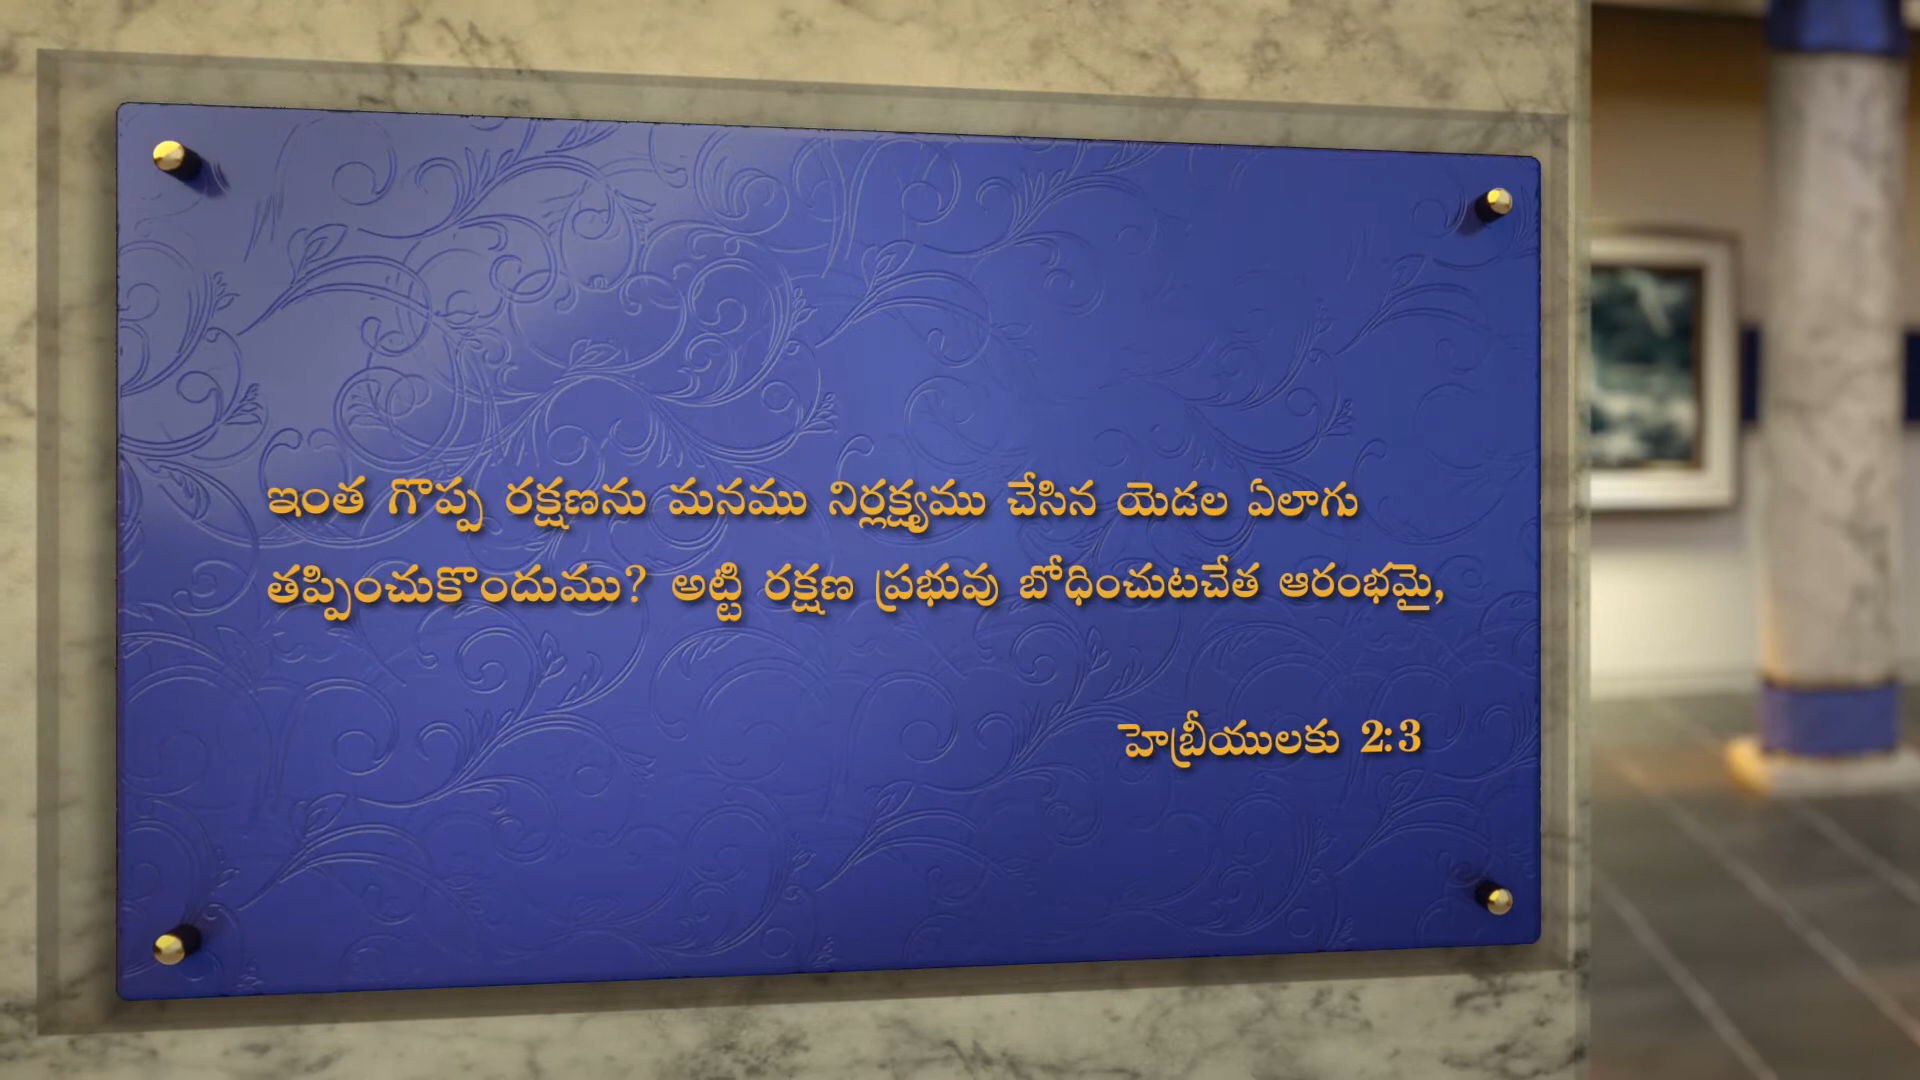 ఇంత గొప్ప రక్షణను మనము నిర్లక్ష్యము చేసిన యెడల ఏలాగు
తప్పించుకొందుము? అట్టి రక్షణ ప్రభువు బోధించుటచేత ఆరంభమై,
హెబ్రీయులకు 2:3